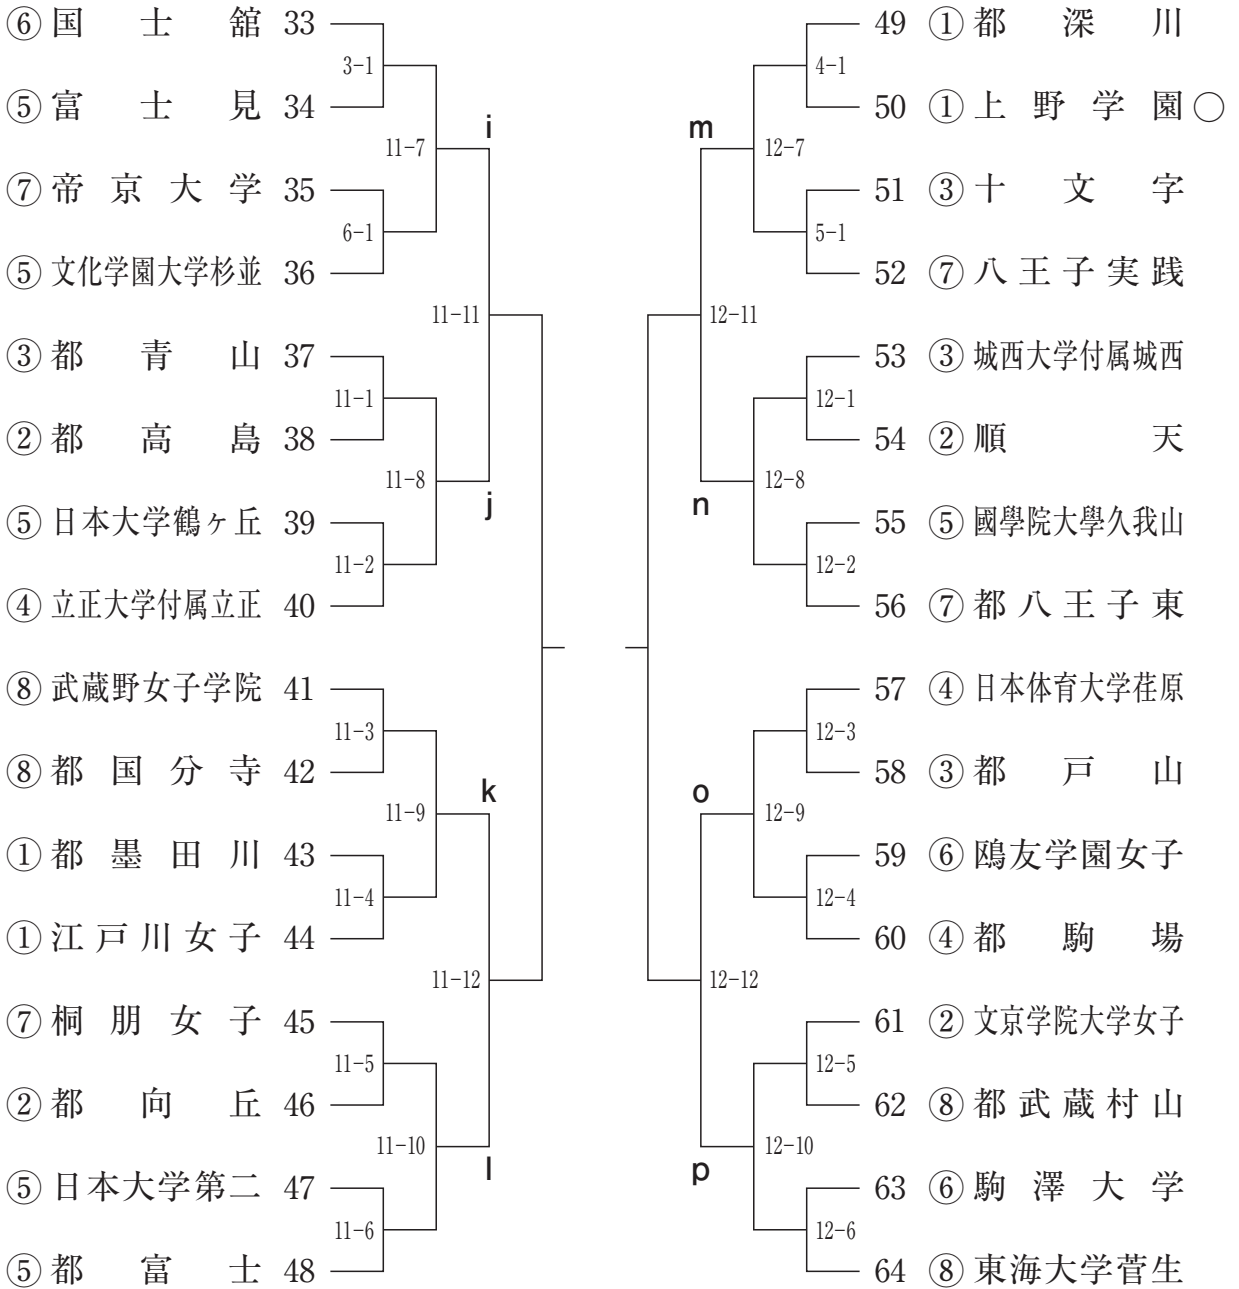 ⑥ 国士舘 33
3-1
⑤ 富士見 34
i
11-7
⑦ 帝京大学 35
6-1
⑤ 文化学園大学杉並 36
11-11
③ 都青山 37
11-1
② 都高島 38
11-8
j
⑤ 日本大学鶴ヶ丘 39
11-2
④ 立正大学付属立正 40
⑧ 武蔵野女子学院 41
11-3
⑧ 都国分寺 42
k
11-9
① 都墨田川 43
11-4
① 江戸川女子 44
11-12
⑦ 桐朋女子 45
11-5
② 都向丘 46
11-10
l
⑤ 日本大学第二 47
11-6
⑤ 都富士 48
49 ① 都深川
4-1
50 ① 上野学園○
m
12-7
51 ③ 十文字
5-1
52 ⑦ 八王子実践
12-11
53 ③ 城西大学付属城西
12-1
54 ② 順天
12-8
n
55 ⑤ 國學院大學久我山
12-2
56 ⑦ 都八王子東
57 ④ 日本体育大学荏原
12-3
58 ③ 都戸山
o
12-9
59 ⑥ 鷗友学園女子
12-4
60 ④ 都駒場
12-12
61 ② 文京学院大学女子
12-5
62 ⑧ 都武蔵村山
12-10
p
63 ⑥ 駒澤大学
12-6
64 ⑧ 東海大学菅生